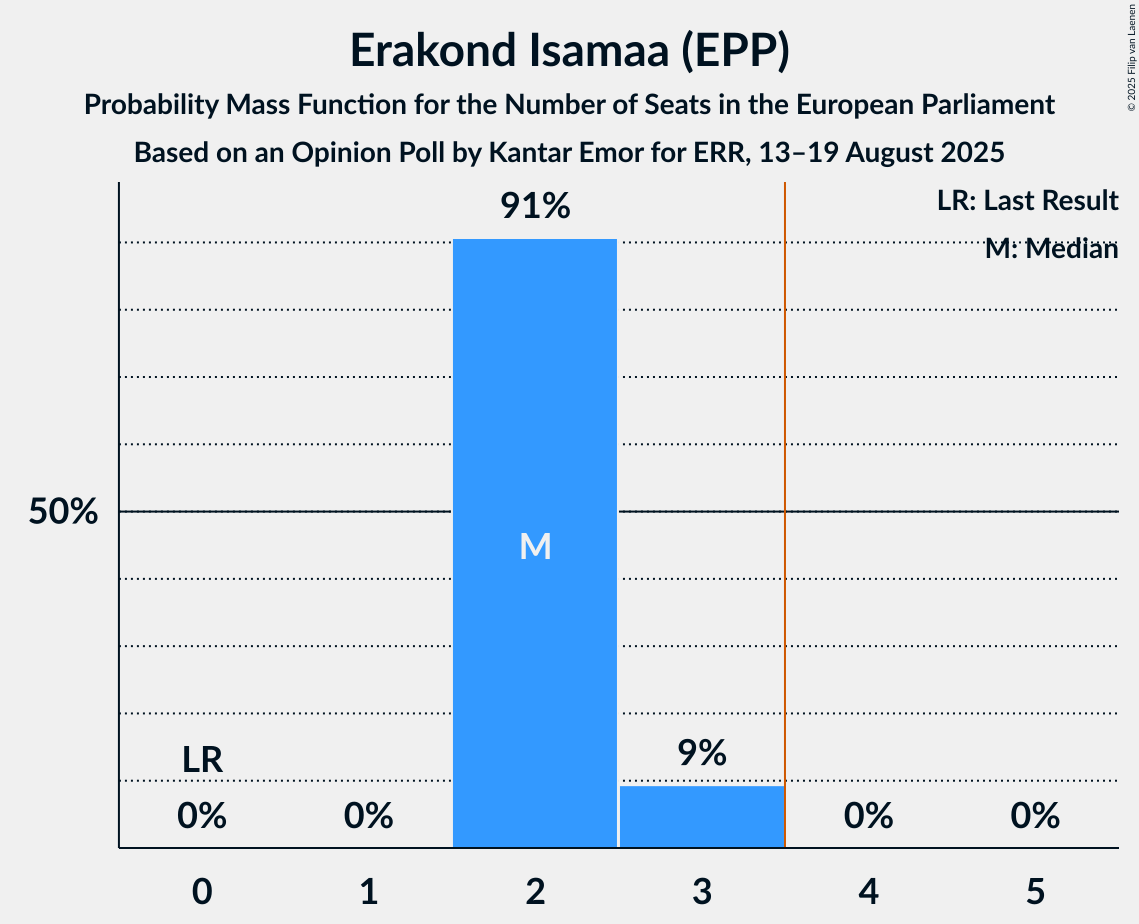 Erakond Isamaa (EPP)
Probability Mass Function for the Number of Seats in the European Parliament
Based on an Opinion Poll by Kantar Emor for ERR, 13–19 August 2025
© 2025 Filip van Laenen
LR: Last Result
M: Median
91%
50%
M
LR
9%
0%
0%
0%
0%
0
1
2
3
4
5